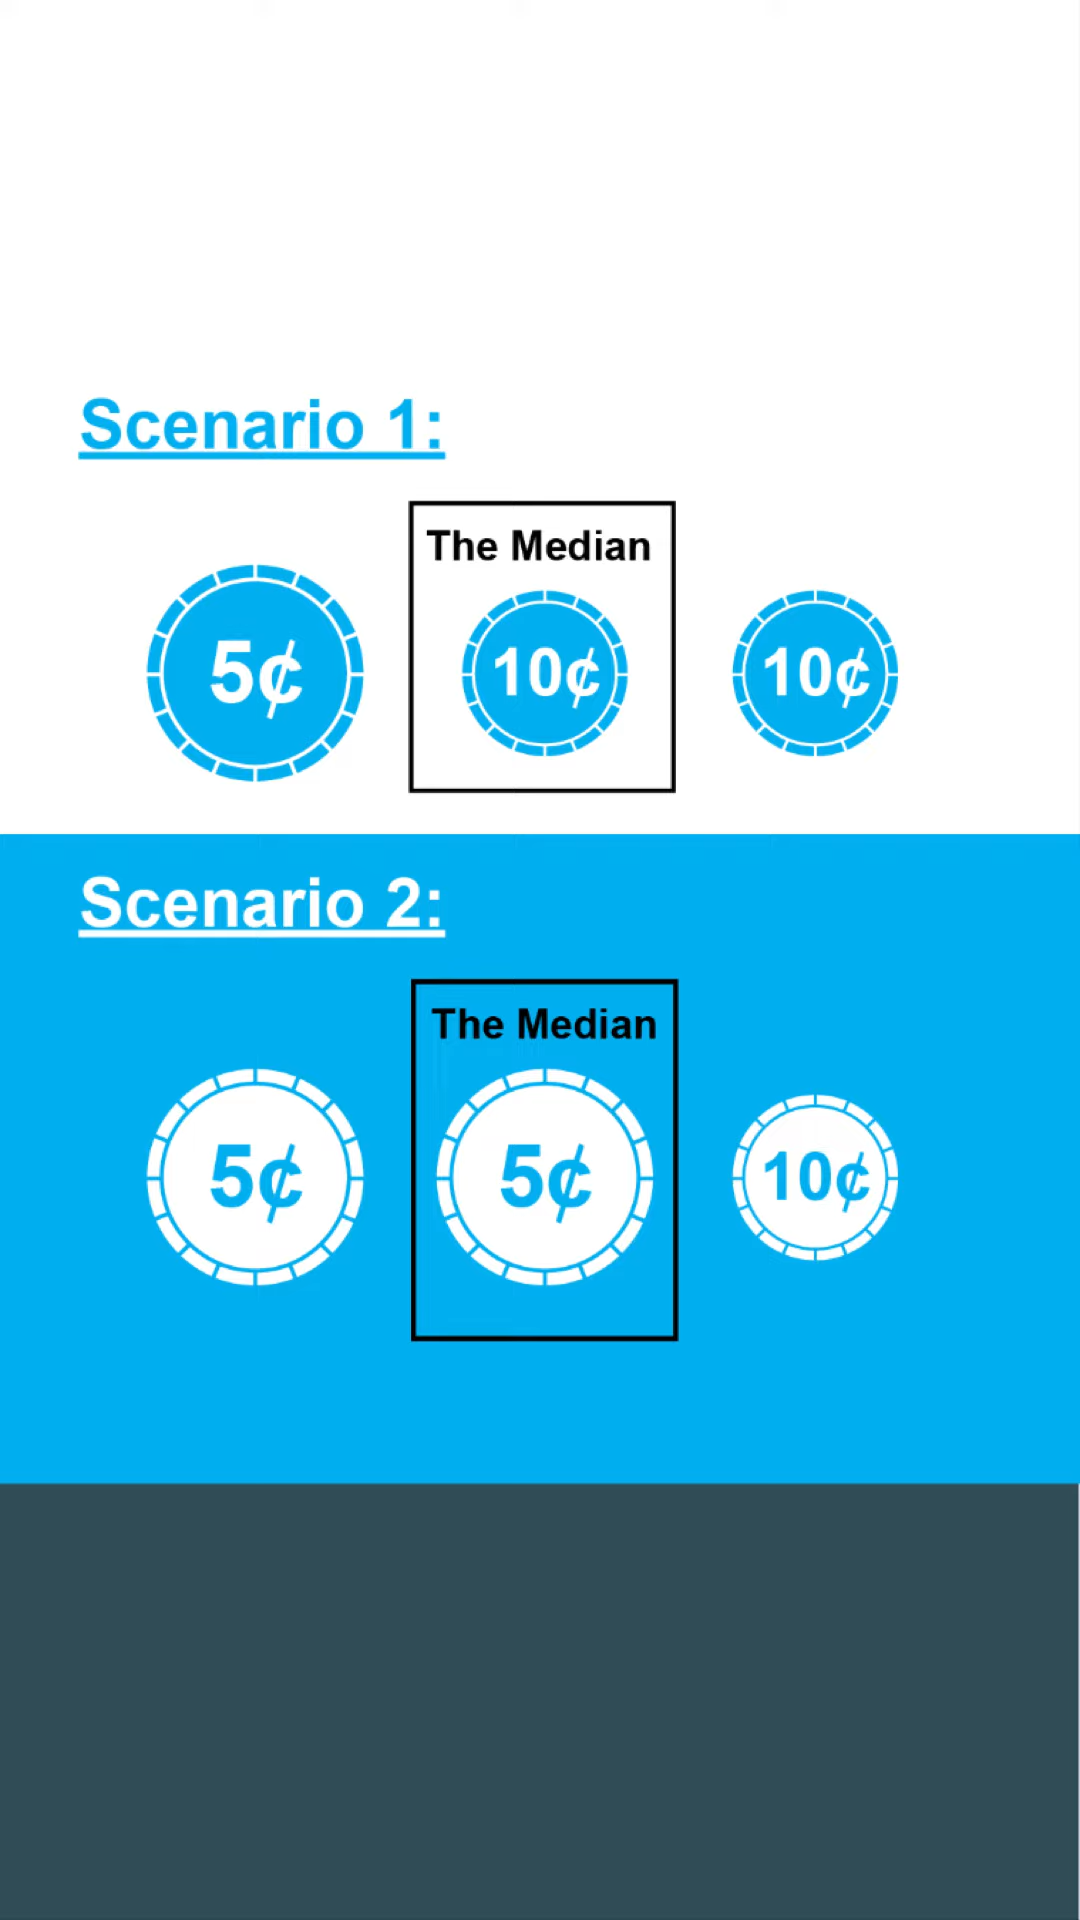 Scenario 1:
The Median
5¢ 10¢ 10¢
Scenario 2:
The Median
5¢ 5¢ 10¢